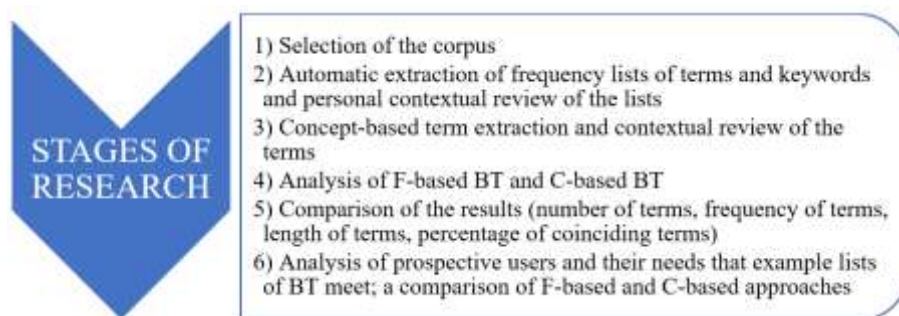 STAGES OF
RESEARCH
1) Selection of the corpus
2) Automatic extraction of frequency lists of terms and keywords
and personal contextual review of the lists
3) Concept-based term extraction and contextual review of the
terms
4) Analysis of F-based BT and C-based BT
5) Comparison of the results (number of terms, frequency of terms,
length of terms, percentage of coinciding terms)
6) Analysis of prospective users and their needs that example lists
of BT meet; a comparison of F-based and C-based approaches